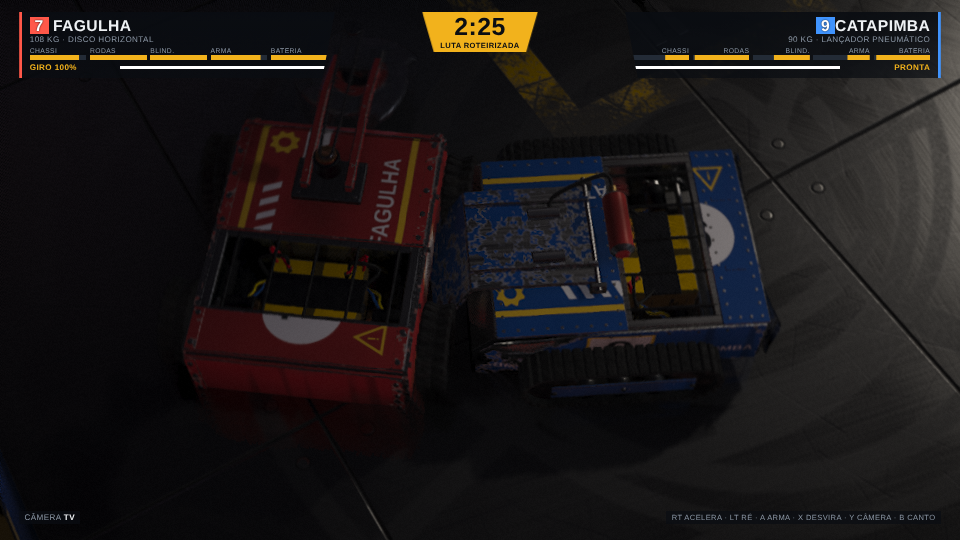 7 FAGULHA
108 KG · DISCO HORIZONTAL
CHASSI RODAS BLIND. ARMA BATERIA
GIRO 100%
2:25
LUTA ROTEIRIZADA
9 CATAPIMBA
90 KG · LANÇADOR PNEUMÁTICO
CHASSI RODAS BLIND. ARMA BATERIA
PRONTA
FAGULHA
CÂMERA TV
RT ACELERA · LT RÉ · A ARMA · X DESVIRA · Y CÂMERA · B CANTO